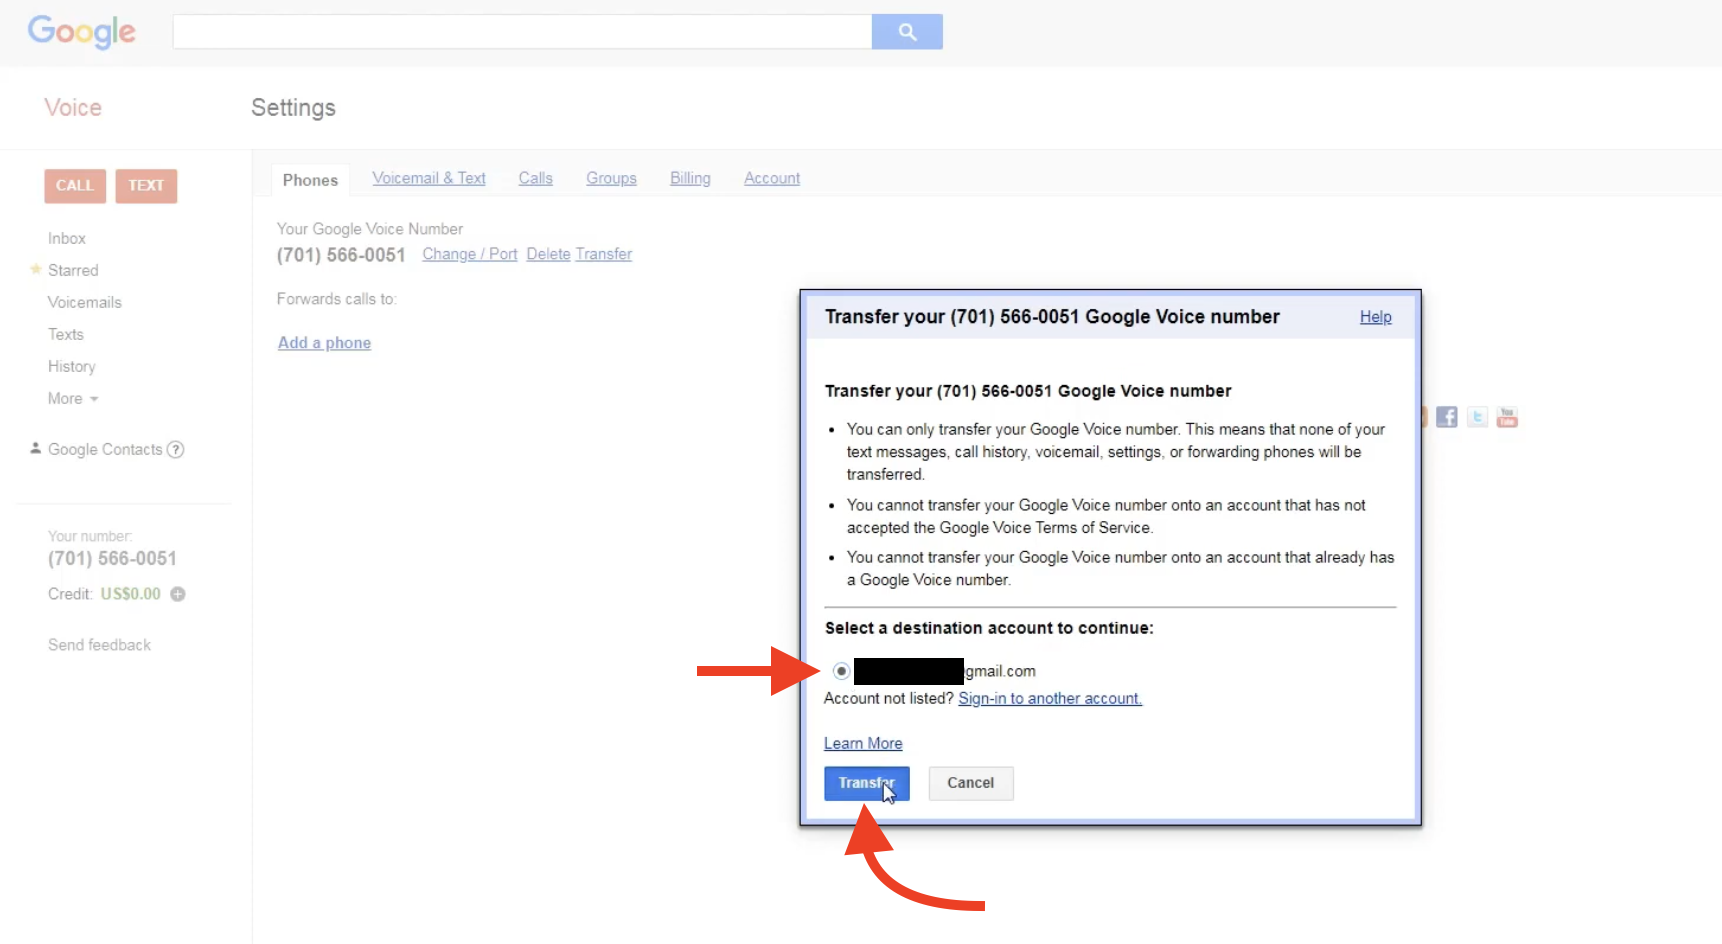 Google
Voice
Settings
CALL TEXT
Phones Voicemail & Text Calls Groups Billing Account
Inbox
Starred
Voicemails
Texts
History
More
Google Contacts ?
Your number:
(701) 566-0051
Credit: US$0.00
Send feedback
Your Google Voice Number
(701) 566-0051 Change / Port Delete Transfer
Forwards calls to:
Add a phone
Transfer your (701) 566-0051 Google Voice number Help
Transfer your (701) 566-0051 Google Voice number
• You can only transfer your Google Voice number. This means that none of your
text messages, call history, voicemail, settings, or forwarding phones will be
transferred.
• You cannot transfer your Google Voice number onto an account that has not
accepted the Google Voice Terms of Service.
• You cannot transfer your Google Voice number onto an account that already has
a Google Voice number.
Select a destination account to continue:
gmail.com
Account not listed? Sign-in to another account.
Learn More
Transfer Cancel
f t You Tube